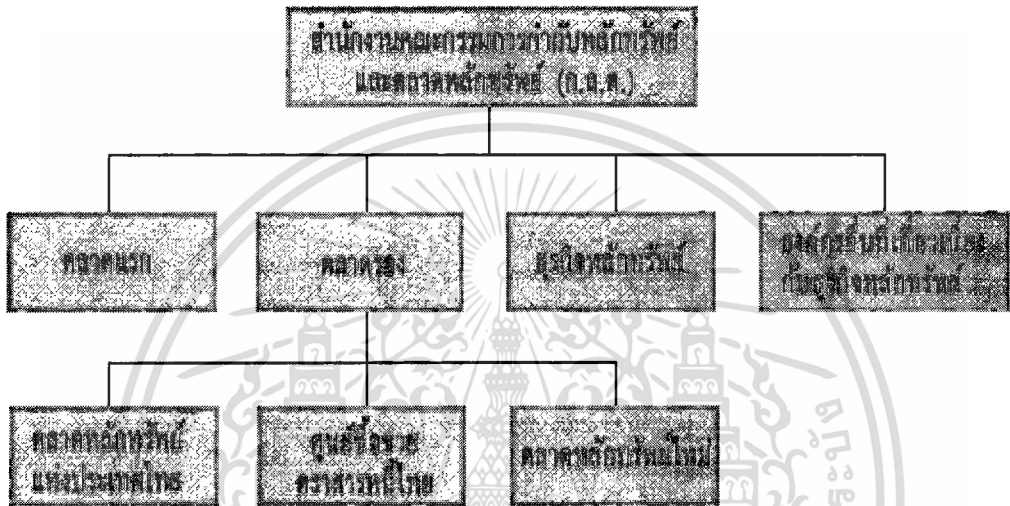 สำนักงานคณะกรรมการกำกับหลักทรัพย์
และตลาดหลักทรัพย์ (ก.ล.ต.)
ตลาดแรก
ตลาดรอง
ธุรกิจหลักทรัพย์
องค์กรอื่นที่เกี่ยวเนื่อง
กับธุรกิจหลักทรัพย์
ตลาดหลักทรัพย์
แห่งประเทศไทย
ศูนย์ซื้อขาย
ตราสารหนี้ไทย
ตลาดหลักทรัพย์ใหม่